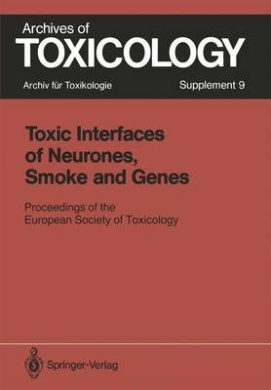 Archives of
TOXICOLOGY
Archiv für Toxikologie
Supplement 9
Toxic Interfaces
of Neurones,
Smoke and Genes
Proceedings of the
European Society of Toxicology
Springer-Verlag